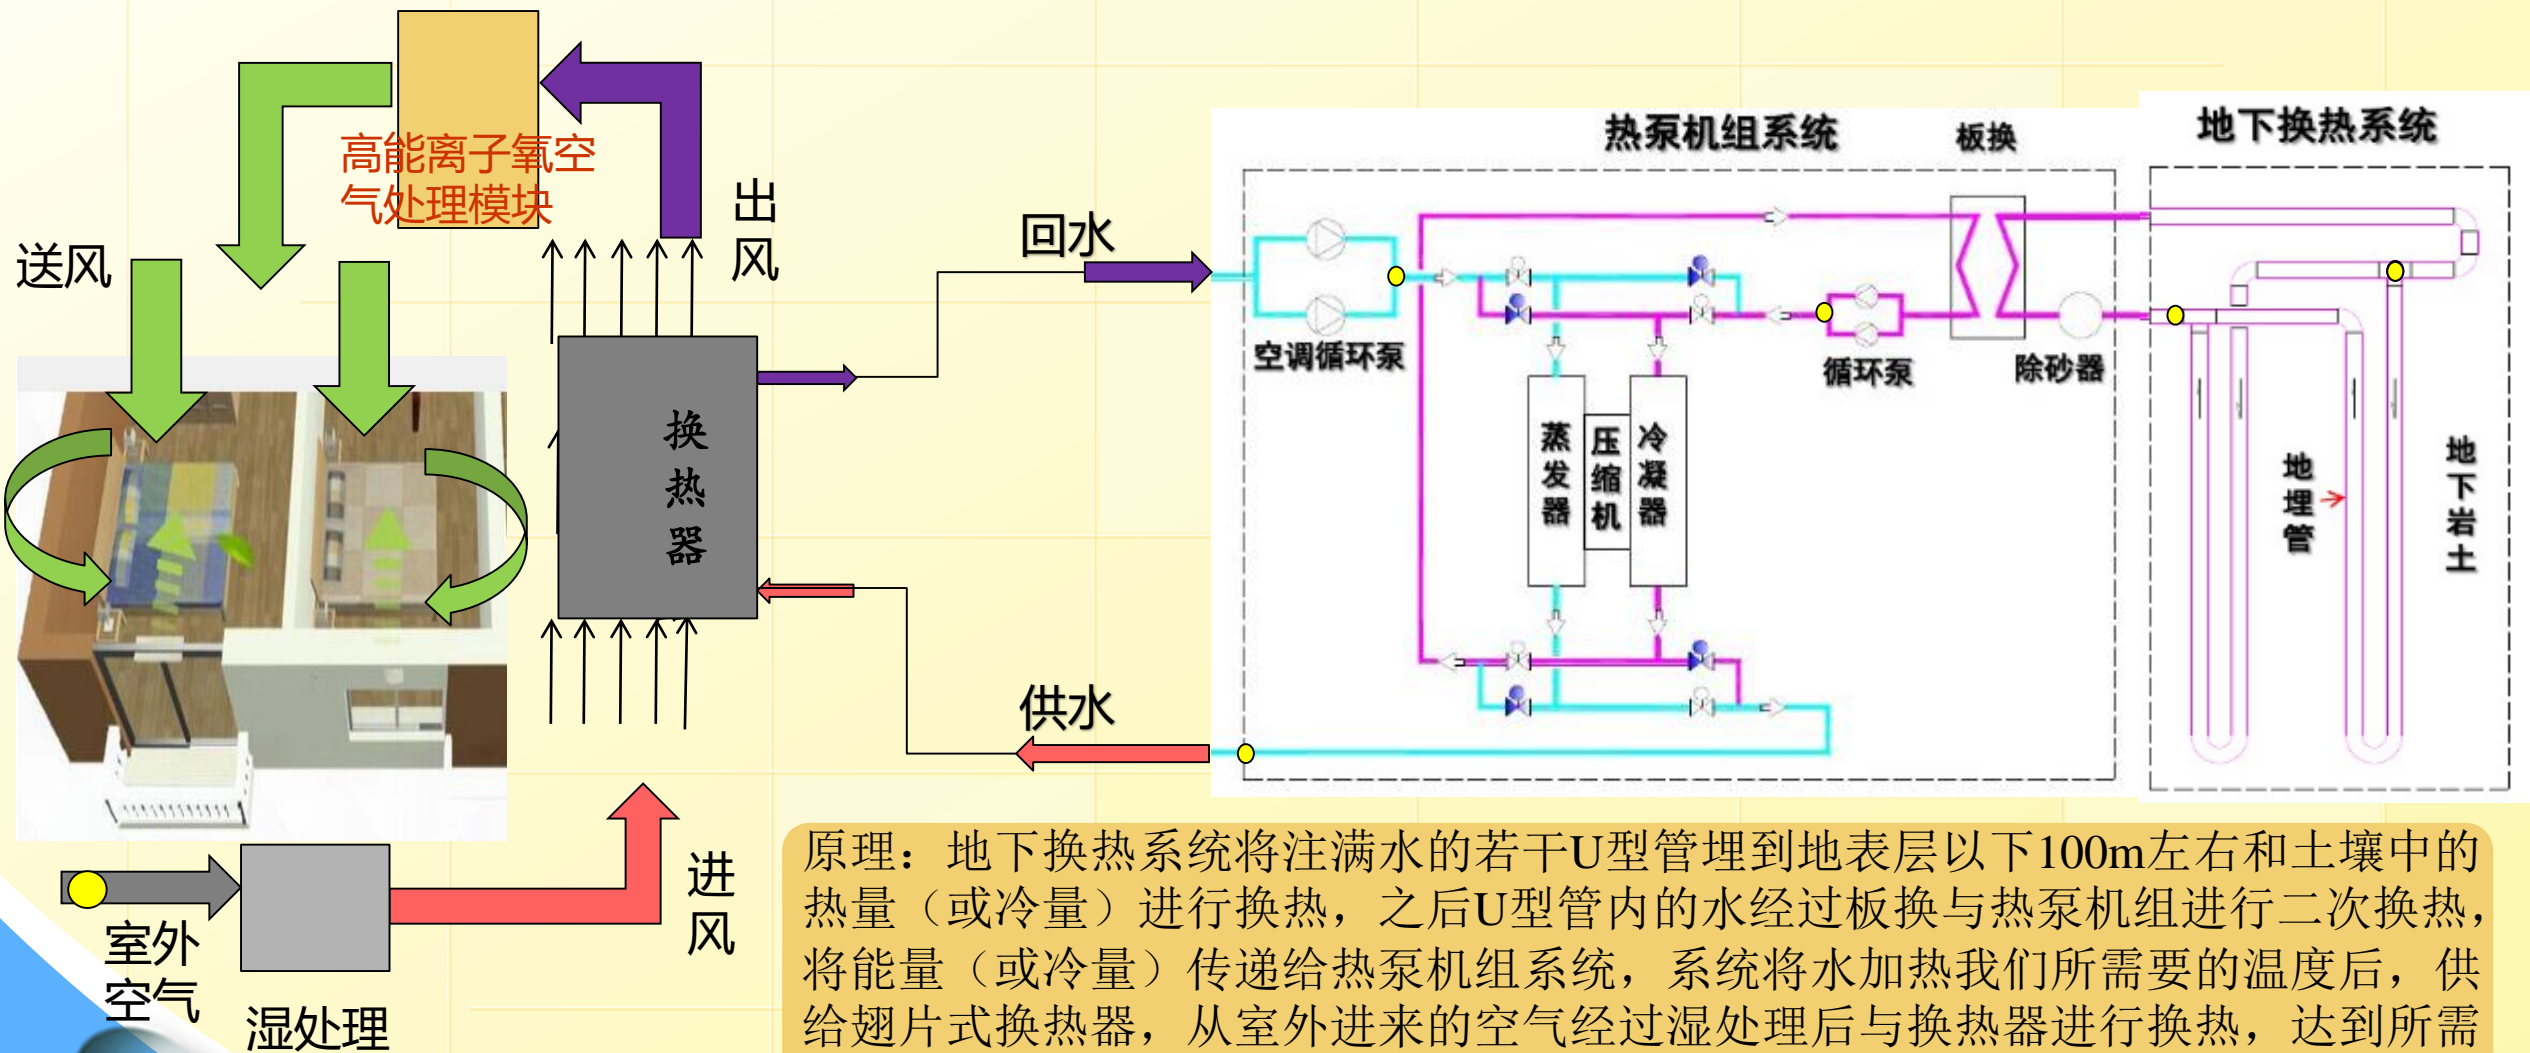 高能离子氧空
气处理模块
出风
送风
回水
换热器
供水
进风
室外
空气
湿处理
热泵机组系统
板换
地下换热系统
空调循环泵
循环泵
除砂器
蒸发器
压缩机
冷凝器
地埋管
地下岩土
原理：地下换热系统将注满水的若干U型管埋到地表层以下100m左右和土壤中的
热量（或冷量）进行换热，之后U型管内的水经过板换与热泵机组进行二次换热，
将能量（或冷量）传递给热泵机组系统，系统将水加热我们所需要的温度后，供
给翅片式换热器，从室外进来的空气经过湿处理后与换热器进行换热，达到所需